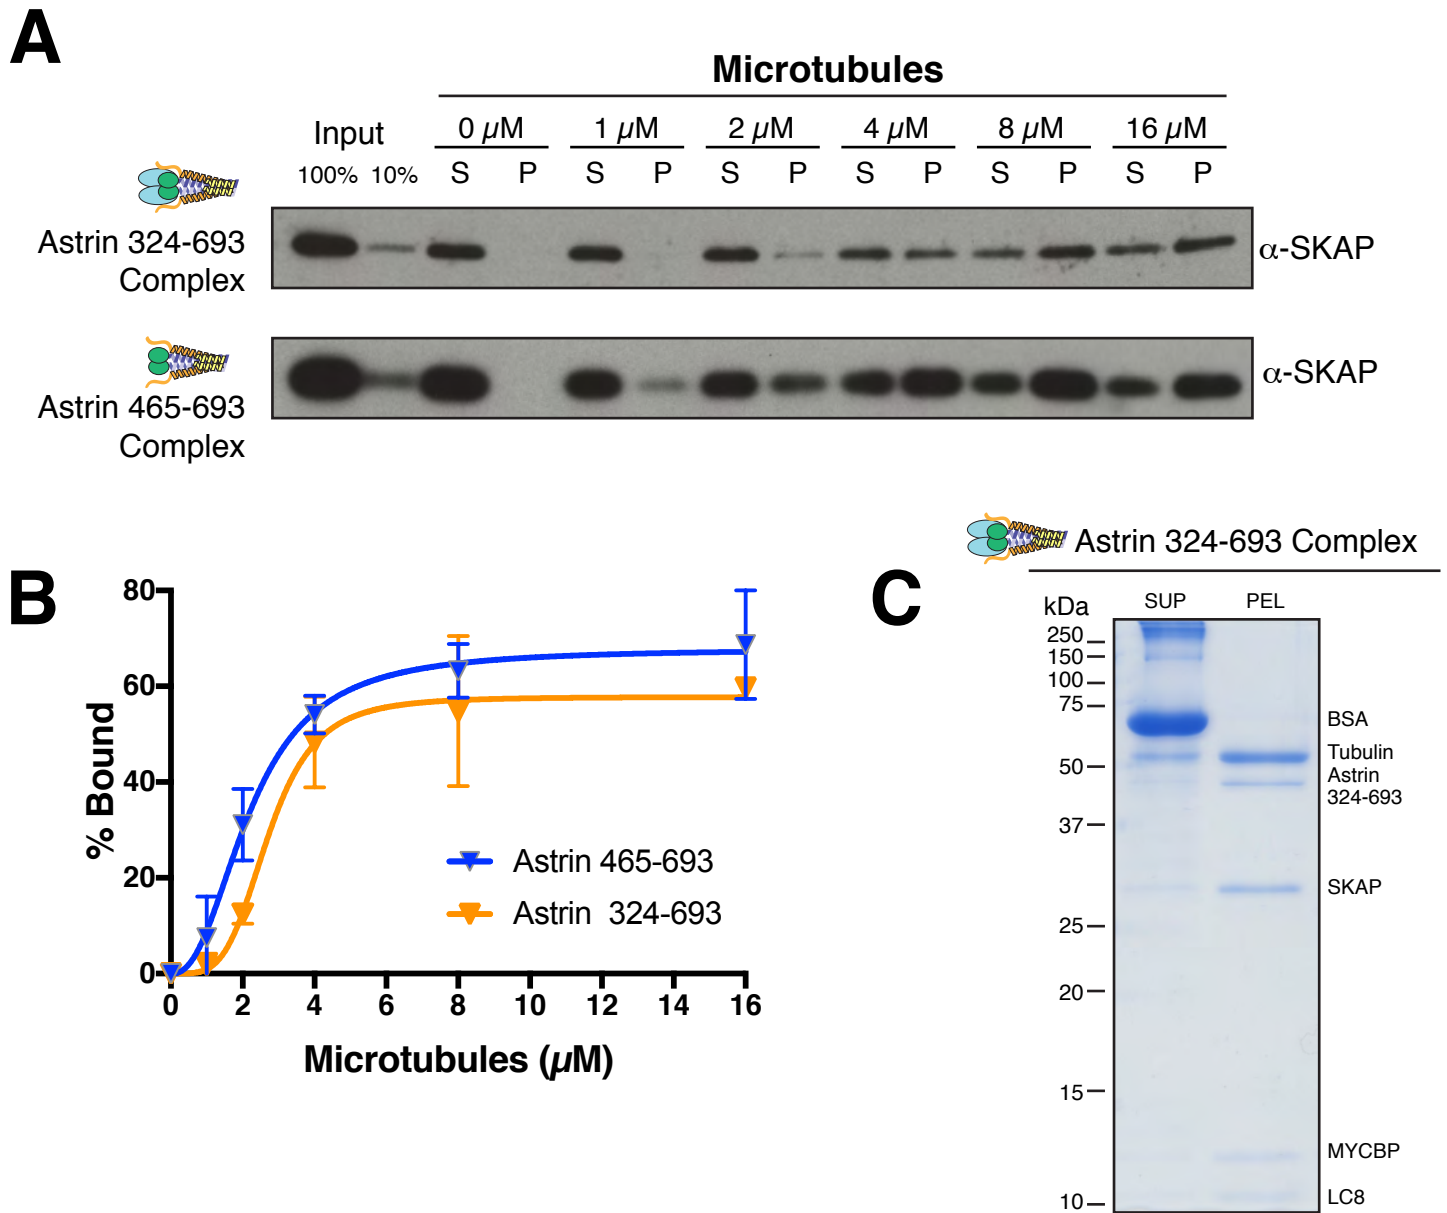 A
Microtubules
Input
0 µM 1 µM 2 µM 4 µM 8 µM 16 µM
100% 10% S P S P S P S P S P S P
Astrin 324-693
Complex
α-SKAP
Astrin 465-693
Complex
α-SKAP
B
80
60
40
20
0
% Bound
Astrin 465-693
Astrin 324-693
0 2 4 6 8 10 12 14 16
Microtubules (µM)
C
Astrin 324-693 Complex
kDa SUP PEL
250
150
100
75
50
37
25
20
15
10
BSA
Tubulin
Astrin
324-693
SKAP
MYCBP
LC8